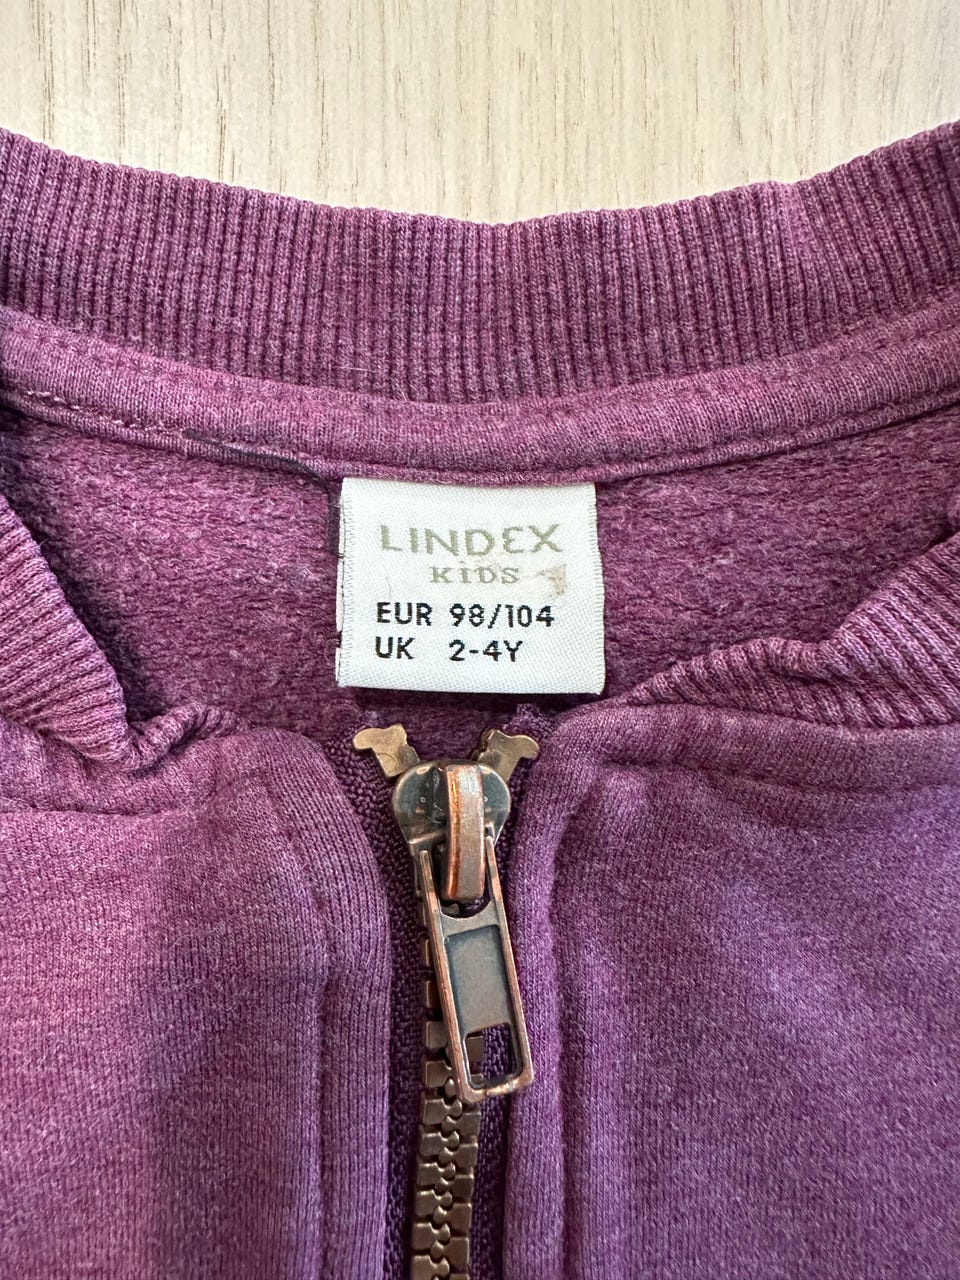 LINDEX
KIDS
EUR 98/104
UK 2-4Y